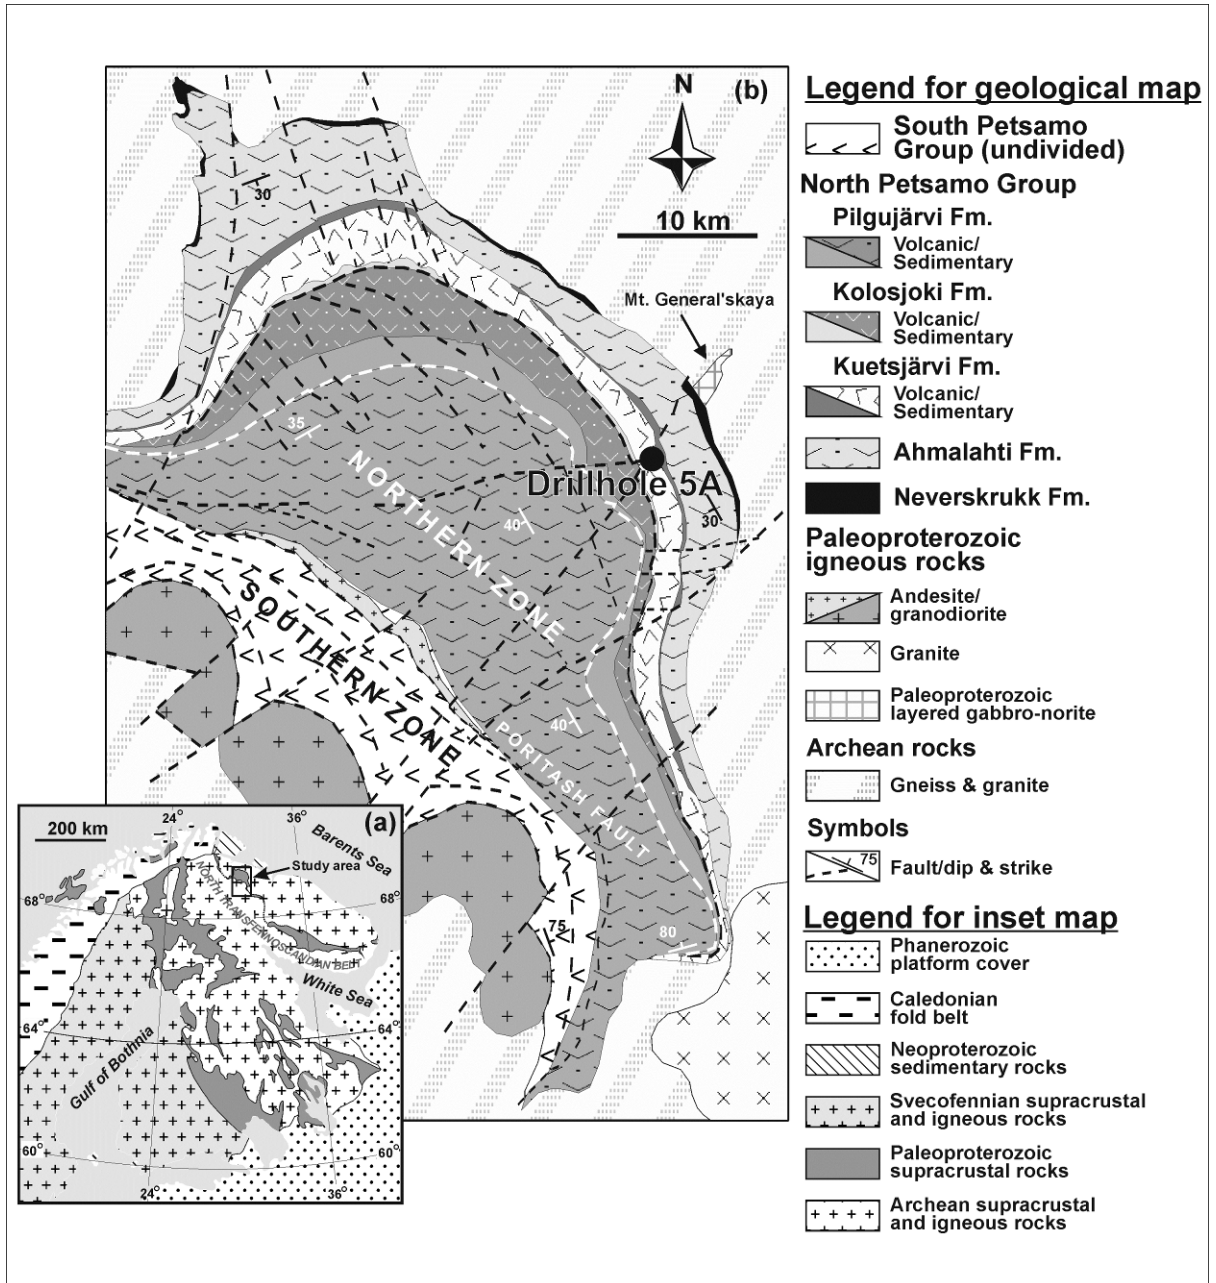 (b)
N
10 km
Mt. General'skaya
30
35
Drillhole 5A
30
40
NORTHERN ZONE
SOUTHERN ZONE
40
PORITASH FAULT
75
80
(a)
200 km
24°
36°
Barents Sea
Study area
68°
68°
NORTH TRANSFENNOSCANDIAN BELT
White Sea
64°
64°
Gulf of Bothnia
60°
60°
24°
36°
Legend for geological map
South Petsamo
Group (undivided)
North Petsamo Group
Pilgujärvi Fm.
Volcanic/
Sedimentary
Kolosjoki Fm.
Volcanic/
Sedimentary
Kuetsjärvi Fm.
Volcanic/
Sedimentary
Ahmalahti Fm.
Neverskrukk Fm.
Paleoproterozoic
igneous rocks
Andesite/
granodiorite
Granite
Paleoproterozoic
layered gabbro-norite
Archean rocks
Gneiss & granite
Symbols
75
Fault/dip & strike
Legend for inset map
Phanerozoic
platform cover
Caledonian
fold belt
Neoproterozoic
sedimentary rocks
Svecofennian supracrustal
and igneous rocks
Paleoproterozoic
supracrustal rocks
Archean supracrustal
and igneous rocks